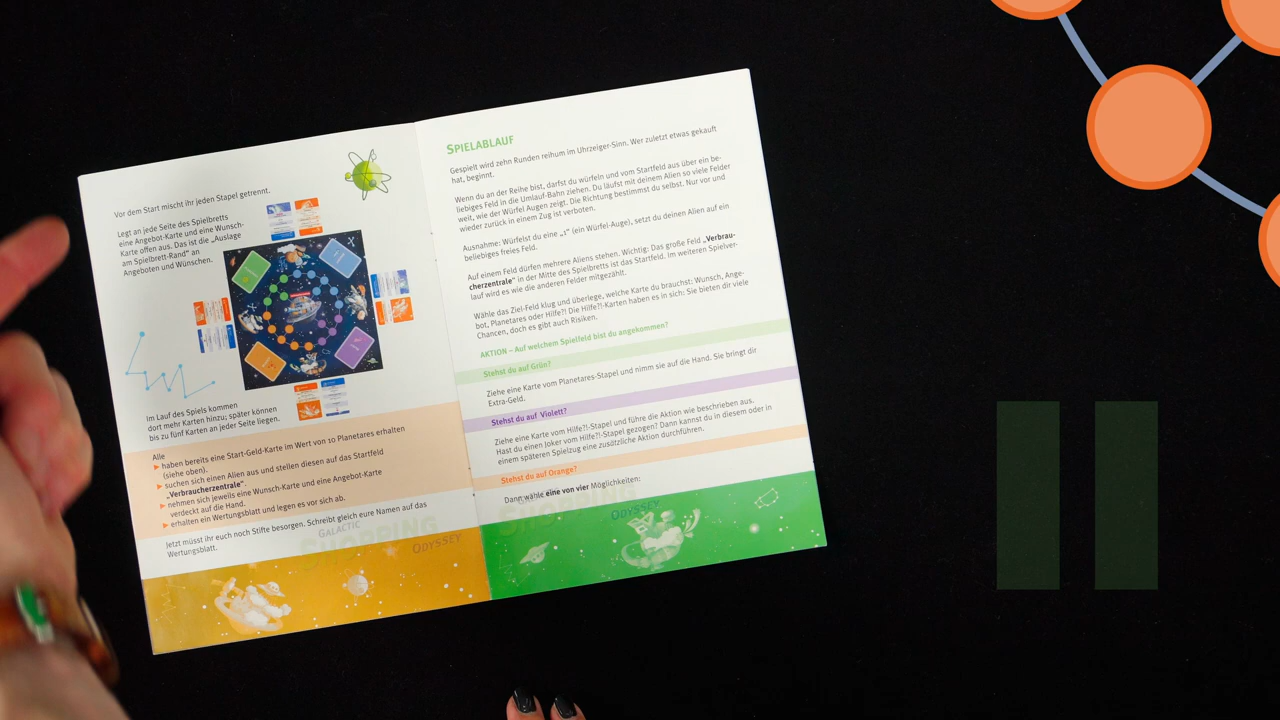 Vor dem Start mischt ihr jeden Stapel getrennt.
Legt an jede Seite des Spielbretts
eine Angebot-Karte und eine Wunsch-
Karte offen aus. Das ist die „Auslage
am Spielbrett-Rand“ an
Angeboten und Wünschen.
Im Lauf des Spiels kommen
dort mehr Karten hinzu; später können
bis zu fünf Karten an jeder Seite liegen.
Alle
haben bereits eine Start-Geld-Karte im Wert von 10 Planetares erhalten
(siehe oben).
suchen sich einen Alien aus und stellen diesen auf das Startfeld
„Verbraucherzentrale“.
nehmen sich jeweils eine Wunsch-Karte und eine Angebot-Karte
verdeckt auf die Hand.
erhalten ein Wertungsblatt und legen es vor sich ab.
Jetzt müsst ihr euch noch Stifte besorgen. Schreibt gleich eure Namen auf das
Wertungsblatt.
GALACTIC
SHOPPING
ODYSSEY
SPIELABLAUF
Gespielt wird zehn Runden reihum im Uhrzeiger-Sinn. Wer zuletzt etwas gekauft
hat, beginnt.
Wenn du an der Reihe bist, darfst du würfeln und vom Startfeld aus über ein be-
liebiges Feld in die Umlauf-Bahn ziehen. Du läufst mit deinem Alien so viele Felder
weit, wie der Würfel Augen zeigt. Die Richtung bestimmst du selbst. Nur vor und
wieder zurück in einem Zug ist verboten.
Ausnahme: Würfelst du eine „1“ (ein Würfel-Auge), setzt du deinen Alien auf ein
beliebiges freies Feld.
Auf einem Feld dürfen mehrere Aliens stehen. Wichtig: Das große Feld „Verbrau-
cherzentrale“ in der Mitte des Spielbretts ist das Startfeld. Im weiteren Spielver-
lauf wird es wie die anderen Felder mitgezählt.
Wähle das Ziel-Feld klug und überlege, welche Karte du brauchst: Wunsch, Ange-
bot, Planetares oder Hilfe?! Die Hilfe?!-Karten haben es in sich: Sie bieten dir viele
Chancen, doch es gibt auch Risiken.
AKTION – Auf welchem Spielfeld bist du angekommen?
Stehst du auf Grün?
Ziehe eine Karte vom Planetares-Stapel und nimm sie auf die Hand. Sie bringt dir
Extra-Geld.
Stehst du auf Violett?
Ziehe eine Karte vom Hilfe?!-Stapel und führe die Aktion wie beschrieben aus.
Hast du einen Joker vom Hilfe?!-Stapel gezogen? Dann kannst du in diesem oder in
einem späteren Spielzug eine zusätzliche Aktion durchführen.
Stehst du auf Orange?
Dann wähle eine von vier Möglichkeiten:
SHOPPING
ODYSSEY